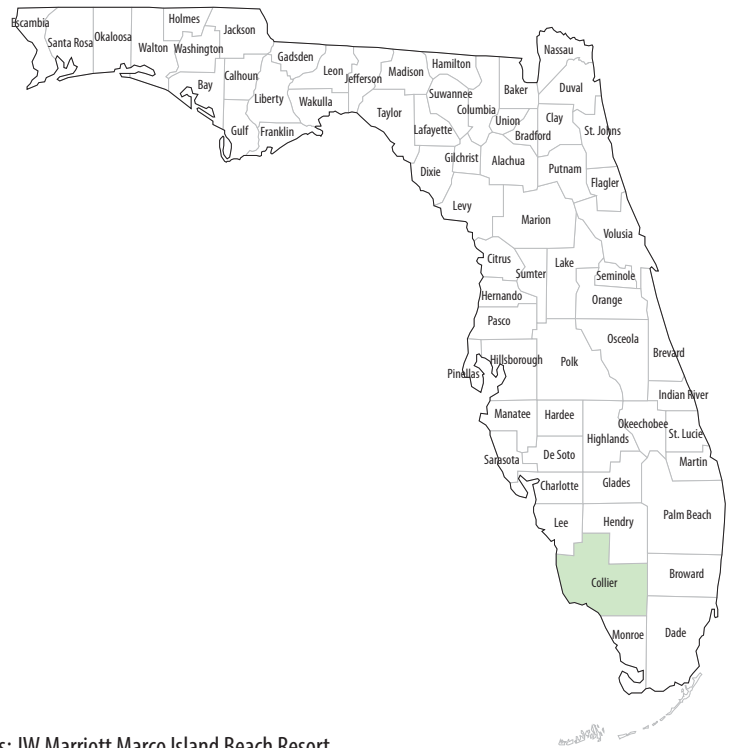 Escambia
Santa Rosa
Okaloosa
Walton
Holmes
Washington
Jackson
Bay
Calhoun
Gulf
Liberty
Franklin
Gadsden
Leon
Wakulla
Jefferson
Madison
Taylor
Hamilton
Suwannee
Lafayette
Columbia
Dixie
Gilchrist
Baker
Union
Bradford
Alachua
Nassau
Duval
Clay
St. Johns
Putnam
Flagler
Levy
Marion
Volusia
Citrus
Sumter
Lake
Seminole
Hernando
Orange
Pasco
Osceola
Hillsborough
Pinellas
Polk
Brevard
Indian River
Manatee
Hardee
Highlands
Okeechobee
St. Lucie
Sarasota
De Soto
Martin
Charlotte
Glades
Palm Beach
Lee
Hendry
Collier
Broward
Monroe
Dade
s: JW Marriott Marco Island Beach Resort